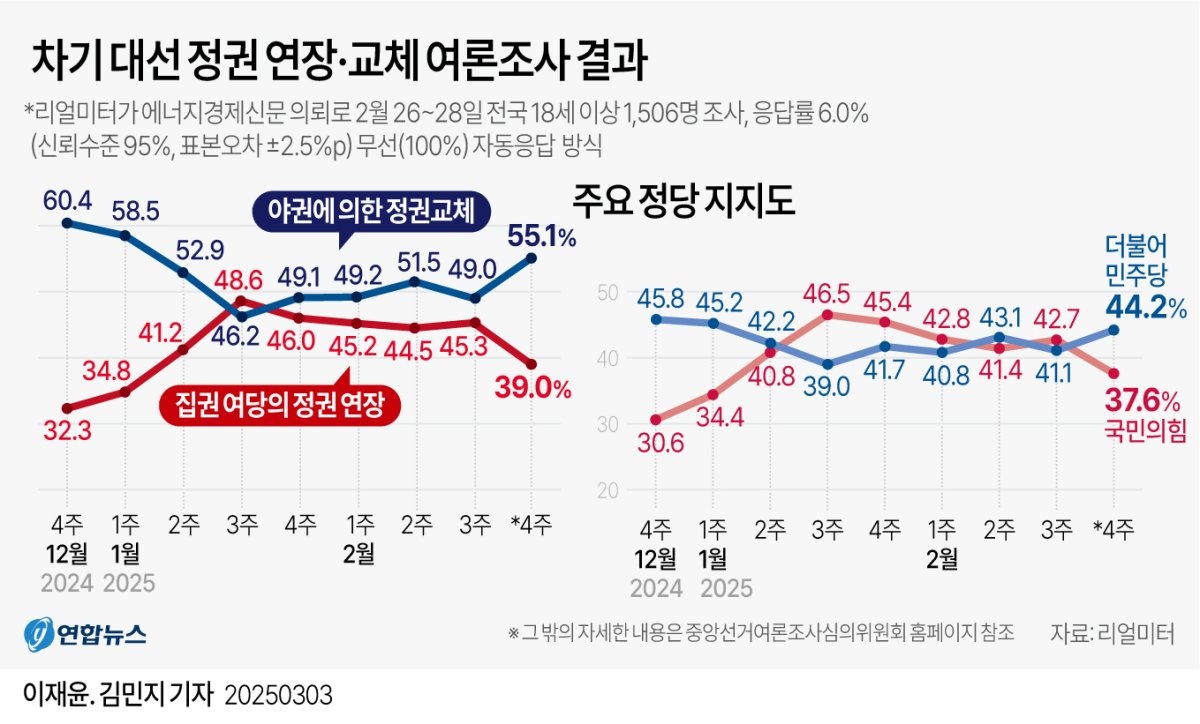 차기 대선 정권 연장·교체 여론조사 결과
*리얼미터가 에너지경제신문 의뢰로 2월 26~28일 전국 18세 이상 1,506명 조사, 응답률 6.0%
(신뢰수준 95%, 표본오차 ±2.5%p) 무선(100%) 자동응답 방식
야권에 의한 정권교체
60.4 58.5 52.9 46.2 49.1 49.2 51.5 49.0 55.1%
32.3 34.8 41.2 48.6 46.0 45.2 44.5 45.3 39.0%
집권 여당의 정권 연장
4주 1주 2주 3주 4주 1주 2주 3주 *4주
12월 1월 2월
2024 2025
주요 정당 지지도
더불어
민주당
45.8 45.2 42.2 39.0 41.7 40.8 43.1 41.1 44.2%
30.6 34.4 40.8 46.5 45.4 42.8 41.4 42.7 37.6%
국민의힘
50
40
30
20
4주 1주 2주 3주 4주 1주 2주 3주 *4주
12월 1월 2월
2024 2025
y 연합뉴스
※ 그 밖의 자세한 내용은 중앙선거여론조사심의위원회 홈페이지 참조
자료: 리얼미터
이재윤. 김민지 기자 20250303